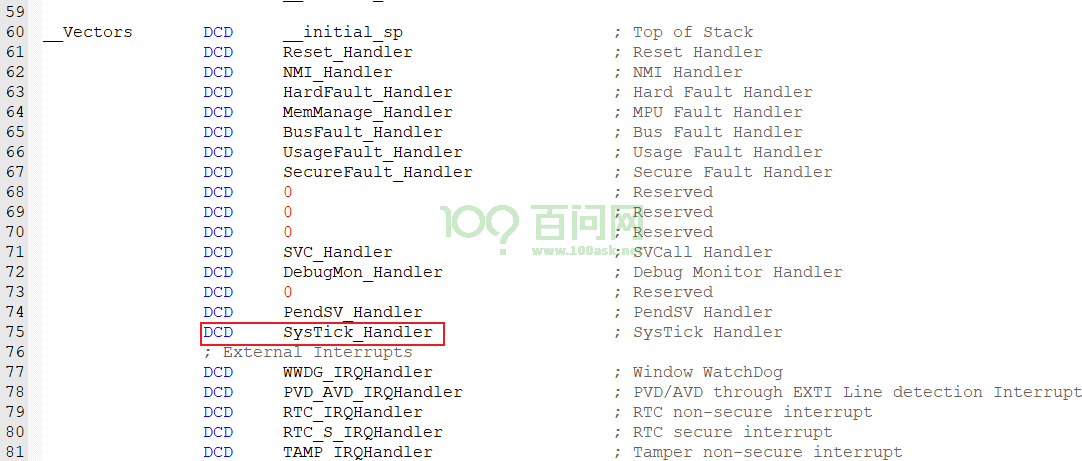 59
60 __Vectors DCD __initial_sp ; Top of Stack
61 DCD Reset_Handler ; Reset Handler
62 DCD NMI_Handler ; NMI Handler
63 DCD HardFault_Handler ; Hard Fault Handler
64 DCD MemManage_Handler ; MPU Fault Handler
65 DCD BusFault_Handler ; Bus Fault Handler
66 DCD UsageFault_Handler ; Usage Fault Handler
67 DCD SecureFault_Handler ; Secure Fault Handler
68 DCD 0 ; Reserved
69 DCD 0 ; Reserved
70 DCD 0 ; Reserved
100? 百问网
www.100ask.net
71 DCD SVC_Handler ; SVCall Handler
72 DCD DebugMon_Handler ; Debug Monitor Handler
73 DCD 0 ; Reserved
74 DCD PendSV_Handler ; PendSV Handler
75 DCD SysTick_Handler ; SysTick Handler
76 ; External Interrupts
77 DCD WWDG_IRQHandler ; Window WatchDog
78 DCD PVD_AVD_IRQHandler ; PVD/AVD through EXTI Line detection Interrupt
79 DCD RTC_IRQHandler ; RTC non-secure interrupt
80 DCD RTC_S_IRQHandler ; RTC secure interrupt
81 DCD TAMP_IRQHandler ; Tamper non-secure interrupt